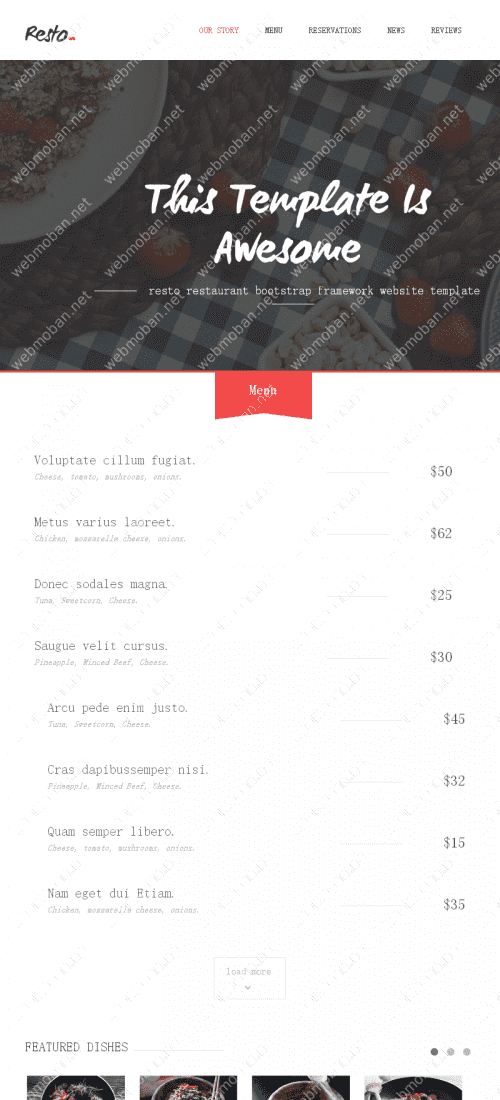 Resto
OUR STORY MENU RESERVATIONS NEWS REVIEWS
webmoban.net
This Template Is
Awesome
resto restaurant bootstrap framework website template
Menu
Voluptate cillum fugiat.
Cheese, tomato, mushrooms, onions.
$50
Metus varius laoreet.
Chicken, mozzarella cheese, onions.
$62
Donec sodales magna.
Tuna, Sweetcorn, Cheese.
$25
Saugue velit cursus.
Pineapple, Minced Beef, Cheese.
$30
Arcu pede enim justo.
Tuna, Sweetcorn, Cheese.
$45
Cras dapibussemper nisi.
Pineapple, Minced Beef, Cheese.
$32
Quam semper libero.
Cheese, tomato, mushrooms, onions.
$15
Nam eget dui Etiam.
Chicken, mozzarella cheese, onions.
$35
load more
FEATURED DISHES